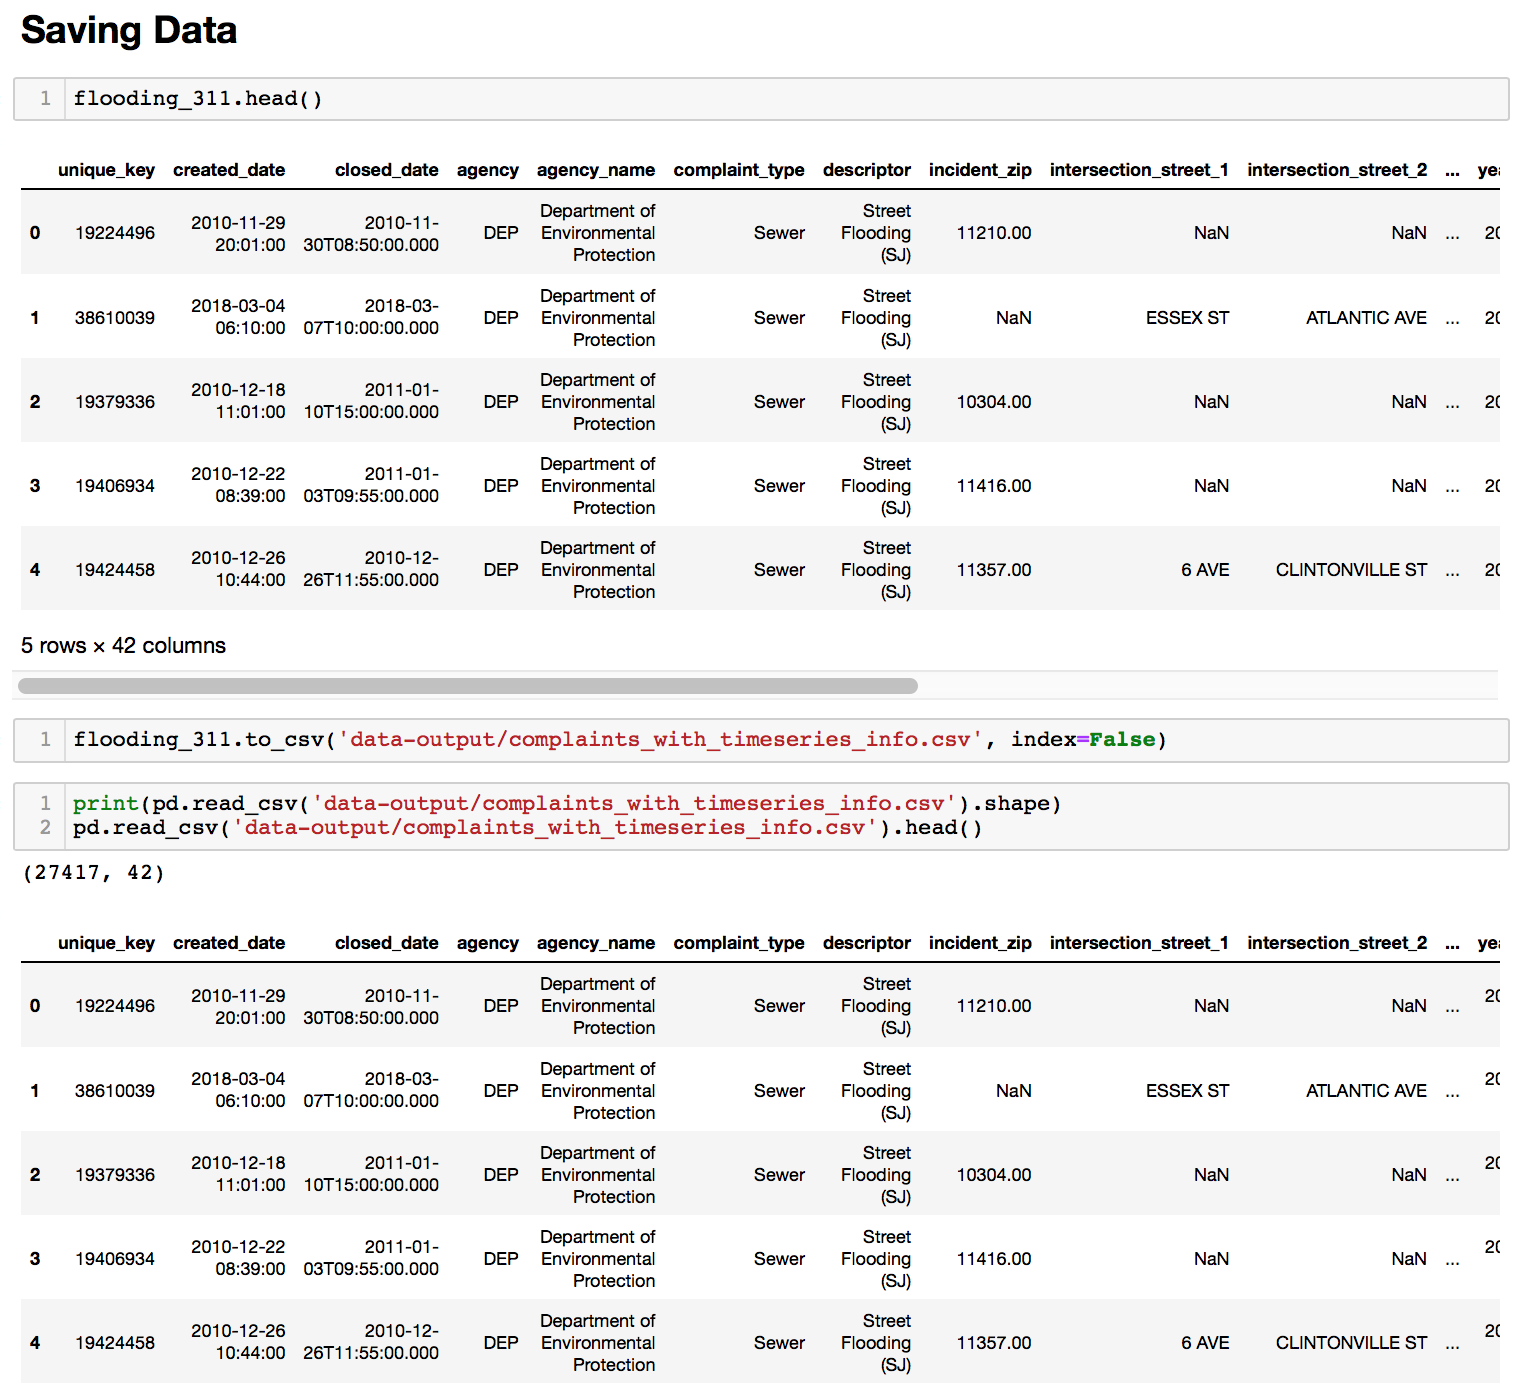 Saving Data
1 flooding_311.head()
unique_key created_date closed_date agency agency_name complaint_type descriptor incident_zip intersection_street_1 intersection_street_2 ...
0 19224496 2010-11-29 20:01:00 2010-11-30T08:50:00.000 DEP Department of Environmental Protection Sewer Street Flooding (SJ) 11210.00 NaN NaN ... 20
1 38610039 2018-03-04 06:10:00 2018-03-07T10:00:00.000 DEP Department of Environmental Protection Sewer Street Flooding (SJ) NaN ESSEX ST ATLANTIC AVE ... 20
2 19379336 2010-12-18 11:01:00 2011-01-10T15:00:00.000 DEP Department of Environmental Protection Sewer Street Flooding (SJ) 10304.00 NaN NaN ... 20
3 19406934 2010-12-22 08:39:00 2011-01-03T09:55:00.000 DEP Department of Environmental Protection Sewer Street Flooding (SJ) 11416.00 NaN NaN ... 20
4 19424458 2010-12-26 10:44:00 2010-12-26T11:55:00.000 DEP Department of Environmental Protection Sewer Street Flooding (SJ) 11357.00 6 AVE CLINTONVILLE ST ... 20
5 rows × 42 columns
1 flooding_311.to_csv('data-output/complaints_with_timeseries_info.csv', index=False)
1 print(pd.read_csv('data-output/complaints_with_timeseries_info.csv').shape)
2 pd.read_csv('data-output/complaints_with_timeseries_info.csv').head()
(27417, 42)
unique_key created_date closed_date agency agency_name complaint_type descriptor incident_zip intersection_street_1 intersection_street_2 ...
0 19224496 2010-11-29 20:01:00 2010-11-30T08:50:00.000 DEP Department of Environmental Protection Sewer Street Flooding (SJ) 11210.00 NaN NaN ... 20
1 38610039 2018-03-04 06:10:00 2018-03-07T10:00:00.000 DEP Department of Environmental Protection Sewer Street Flooding (SJ) NaN ESSEX ST ATLANTIC AVE ... 20
2 19379336 2010-12-18 11:01:00 2011-01-10T15:00:00.000 DEP Department of Environmental Protection Sewer Street Flooding (SJ) 10304.00 NaN NaN ... 20
3 19406934 2010-12-22 08:39:00 2011-01-03T09:55:00.000 DEP Department of Environmental Protection Sewer Street Flooding (SJ) 11416.00 NaN NaN ... 20
4 19424458 2010-12-26 10:44:00 2010-12-26T11:55:00.000 DEP Department of Environmental Protection Sewer Street Flooding (SJ) 11357.00 6 AVE CLINTONVILLE ST ... 20